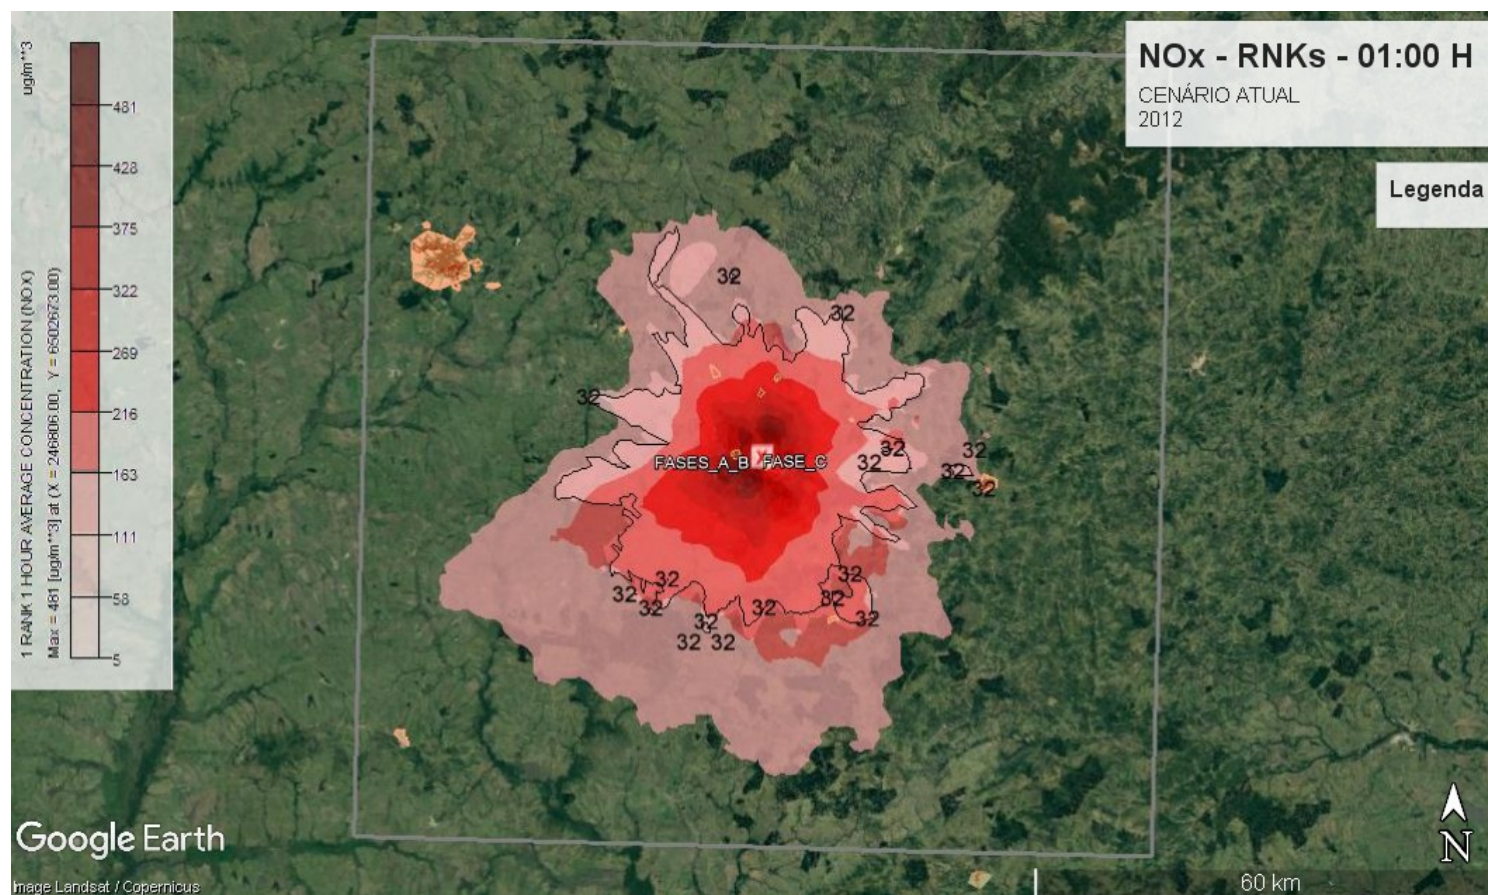 NOx - RNKs - 01:00 H
CENÁRIO ATUAL
2012
Legenda
ug/m**3
1 RANK 1 HOUR AVERAGE CONCENTRATION (NOX)
Max = 481 [ug/m**3] at (X = 246806.00, Y = 6502673.00)
481
428
375
322
269
216
163
111
58
5
32
32
32
32
32
32
32
32
FASES_A_B
FASE_C
32
32
32
32
32
32
32
32
32
32
32
Google Earth
Image Landsat / Copernicus
60 km
N